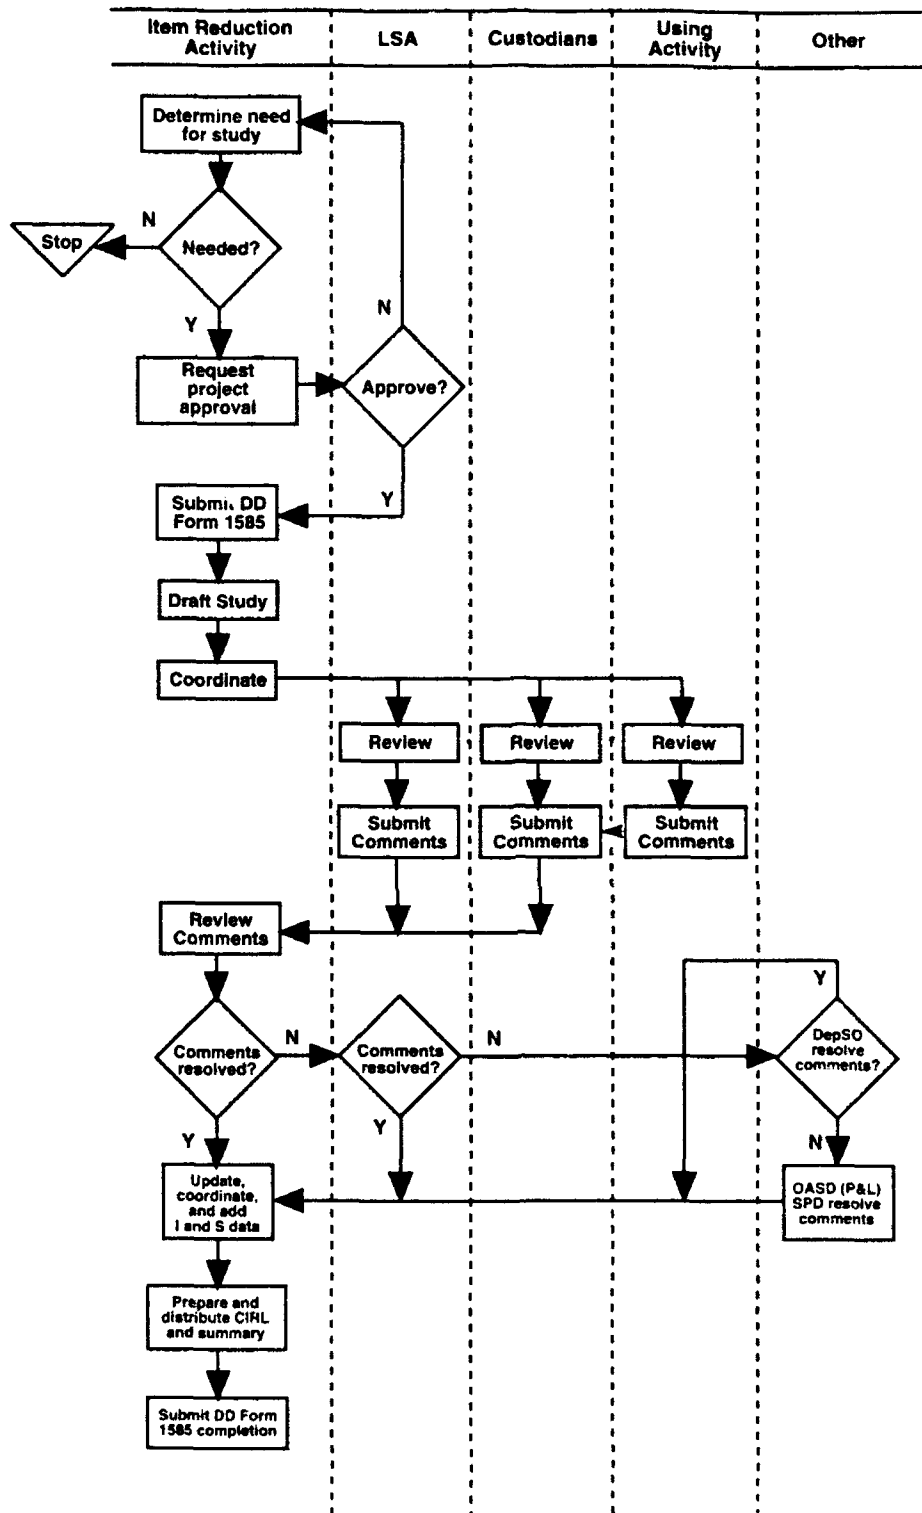 Item Reduction
Activity
LSA
Custodians
Using
Activity
Other
Determine need
for study
N
Stop
Needed?
Y
N
Request
project
approval
Approve?
Y
Submit DD
Form 1585
Draft Study
Coordinate
Review
Review
Review
Submit
Comments
Submit
Comments
Submit
Comments
Review
Comments
Y
Comments
resolved?
N
Comments
resolved?
N
DepSO
resolve
comments?
Y
Y
N
Update,
coordinate,
and add
I and S data
OASD (P&L)
SPD resolve
comments
Prepare and
distribute CIRL
and summary
Submit DD Form
1585 completion